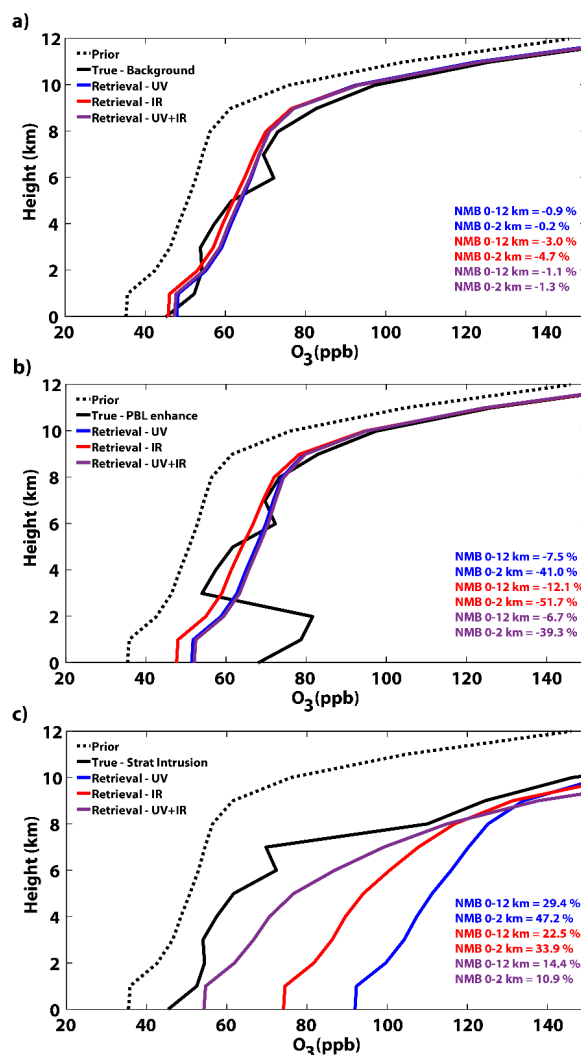 a)
12
10
8
6
4
2
0
Height (km)
Prior
True - Background
Retrieval - UV
Retrieval - IR
Retrieval - UV+IR
NMB 0-12 km = -0.9 %
NMB 0-2 km = -0.2 %
NMB 0-12 km = -3.0 %
NMB 0-2 km = -4.7 %
NMB 0-12 km = -1.1 %
NMB 0-2 km = -1.3 %
20 40 60 80 100 120 140
O3(ppb)
b)
12
10
8
6
4
2
0
Height (km)
Prior
True - PBL enhance
Retrieval - UV
Retrieval - IR
Retrieval - UV+IR
NMB 0-12 km = -7.5 %
NMB 0-2 km = -41.0 %
NMB 0-12 km = -12.1 %
NMB 0-2 km = -51.7 %
NMB 0-12 km = -6.7 %
NMB 0-2 km = -39.3 %
20 40 60 80 100 120 140
O3(ppb)
c)
12
10
8
6
4
2
0
Height (km)
Prior
True - Strat Intrusion
Retrieval - UV
Retrieval - IR
Retrieval - UV+IR
NMB 0-12 km = 29.4 %
NMB 0-2 km = 47.2 %
NMB 0-12 km = 22.5 %
NMB 0-2 km = 33.9 %
NMB 0-12 km = 14.4 %
NMB 0-2 km = 10.9 %
20 40 60 80 100 120 140
O3(ppb)